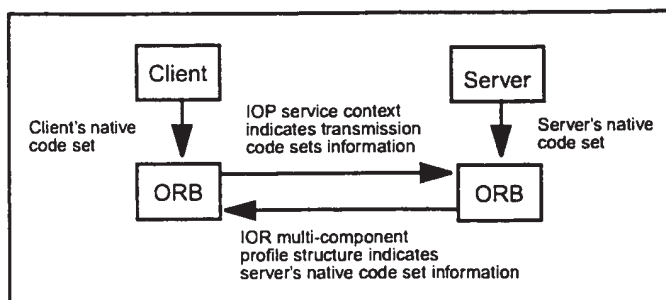 Client
Server
Client's native
code set
IOP service context
indicates transmission
code sets information
Server's native
code set
ORB
ORB
IOR multi-component
profile structure indicates
server's native code set information